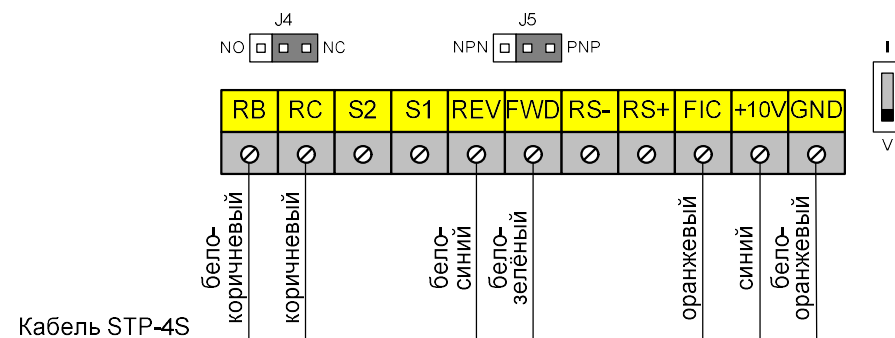 J4
J5
NO
NC
NPN
PNP
I
RB RC S2 S1 REV FWD RS- RS+ FIC +10V GND
V
бело-
коричневый
коричневый
бело-
синий
бело-
зелёный
оранжевый
синий
бело-
оранжевый
Кабель STP-4S